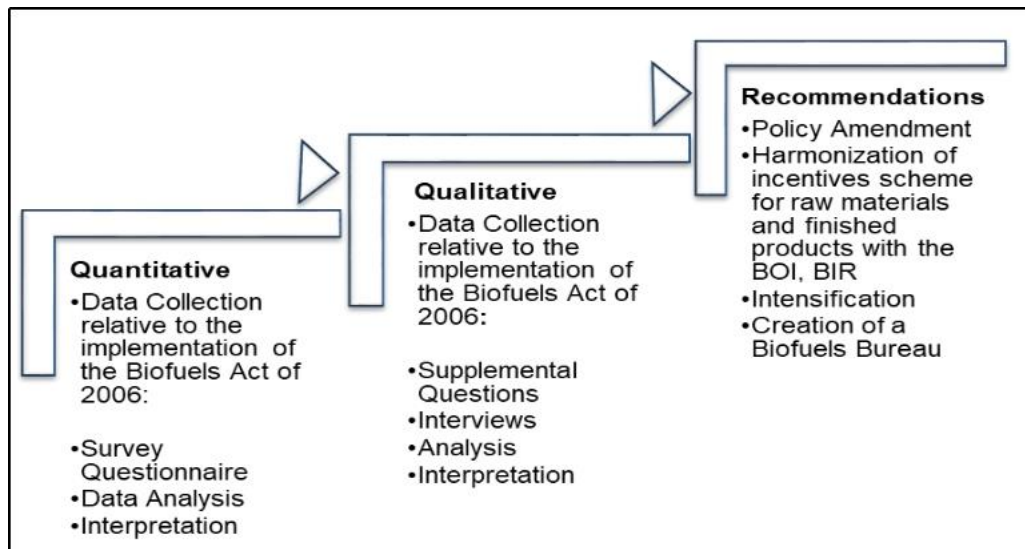 Quantitative
•Data Collection
relative to the
implementation of
the Biofuels Act of
2006:
•Survey
Questionnaire
•Data Analysis
•Interpretation
Qualitative
•Data Collection
relative to the
implementation of
the Biofuels Act of
2006:
•Supplemental
Questions
•Interviews
•Analysis
•Interpretation
Recommendations
•Policy Amendment
•Harmonization of
incentives scheme
for raw materials
and finished
products with the
BOI, BIR
•Intensification
•Creation of a
Biofuels Bureau